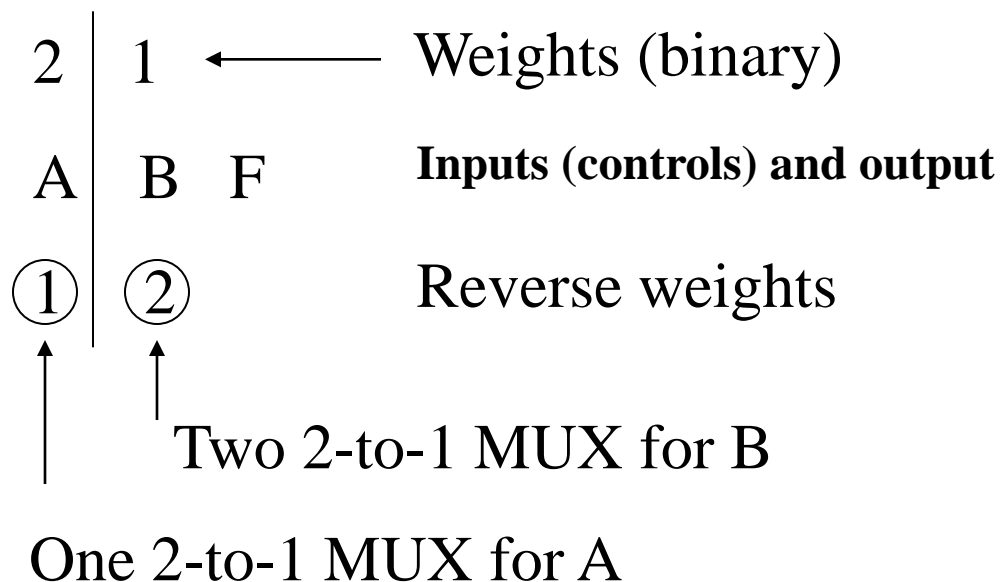 2 1 Weights (binary)
A B F Inputs (controls) and output
1 2 Reverse weights
Two 2-to-1 MUX for B
One 2-to-1 MUX for A